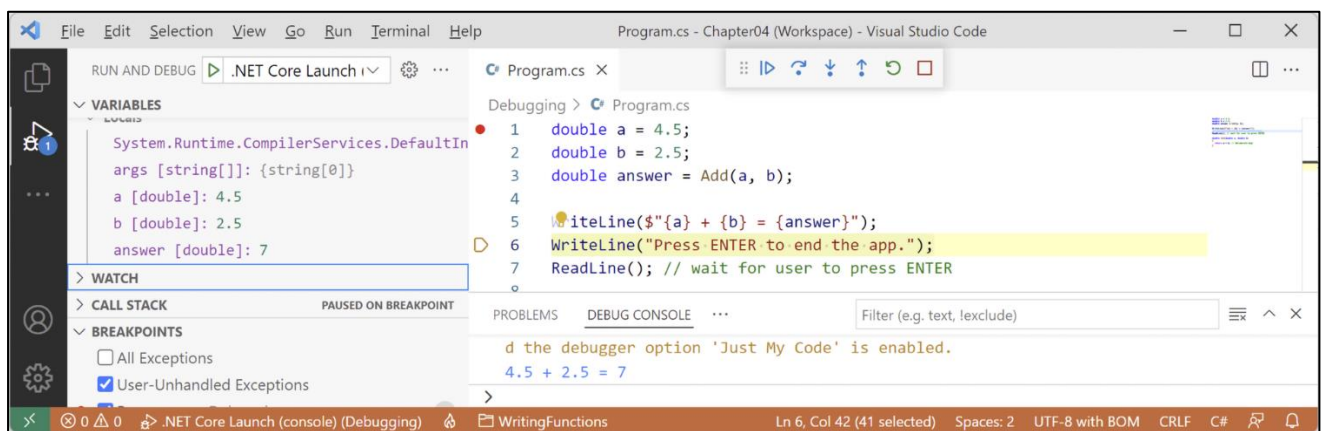 File Edit Selection View Go Run Terminal Help Program.cs - Chapter04 (Workspace) - Visual Studio Code
RUN AND DEBUG .NET Core Launch (
VARIABLES
Locals
System.Runtime.CompilerServices.DefaultIn
args [string[]]: {string[0]}
a [double]: 4.5
b [double]: 2.5
answer [double]: 7
WATCH
CALL STACK PAUSED ON BREAKPOINT
BREAKPOINTS
All Exceptions
User-Unhandled Exceptions
1
Program.cs
Debugging > Program.cs
1 double a = 4.5;
2 double b = 2.5;
3 double answer = Add(a, b);
4
5 WriteLine($"{a} + {b} = {answer}");
6 WriteLine("Press ENTER to end the app.");
7 ReadLine(); // wait for user to press ENTER
PROBLEMS DEBUG CONSOLE ··· Filter (e.g. text, !exclude)
d the debugger option 'Just My Code' is enabled.
4.5 + 2.5 = 7
>
0 0 .NET Core Launch (console) (Debugging) WritingFunctions Ln 6, Col 42 (41 selected) Spaces: 2 UTF-8 with BOM CRLF C#